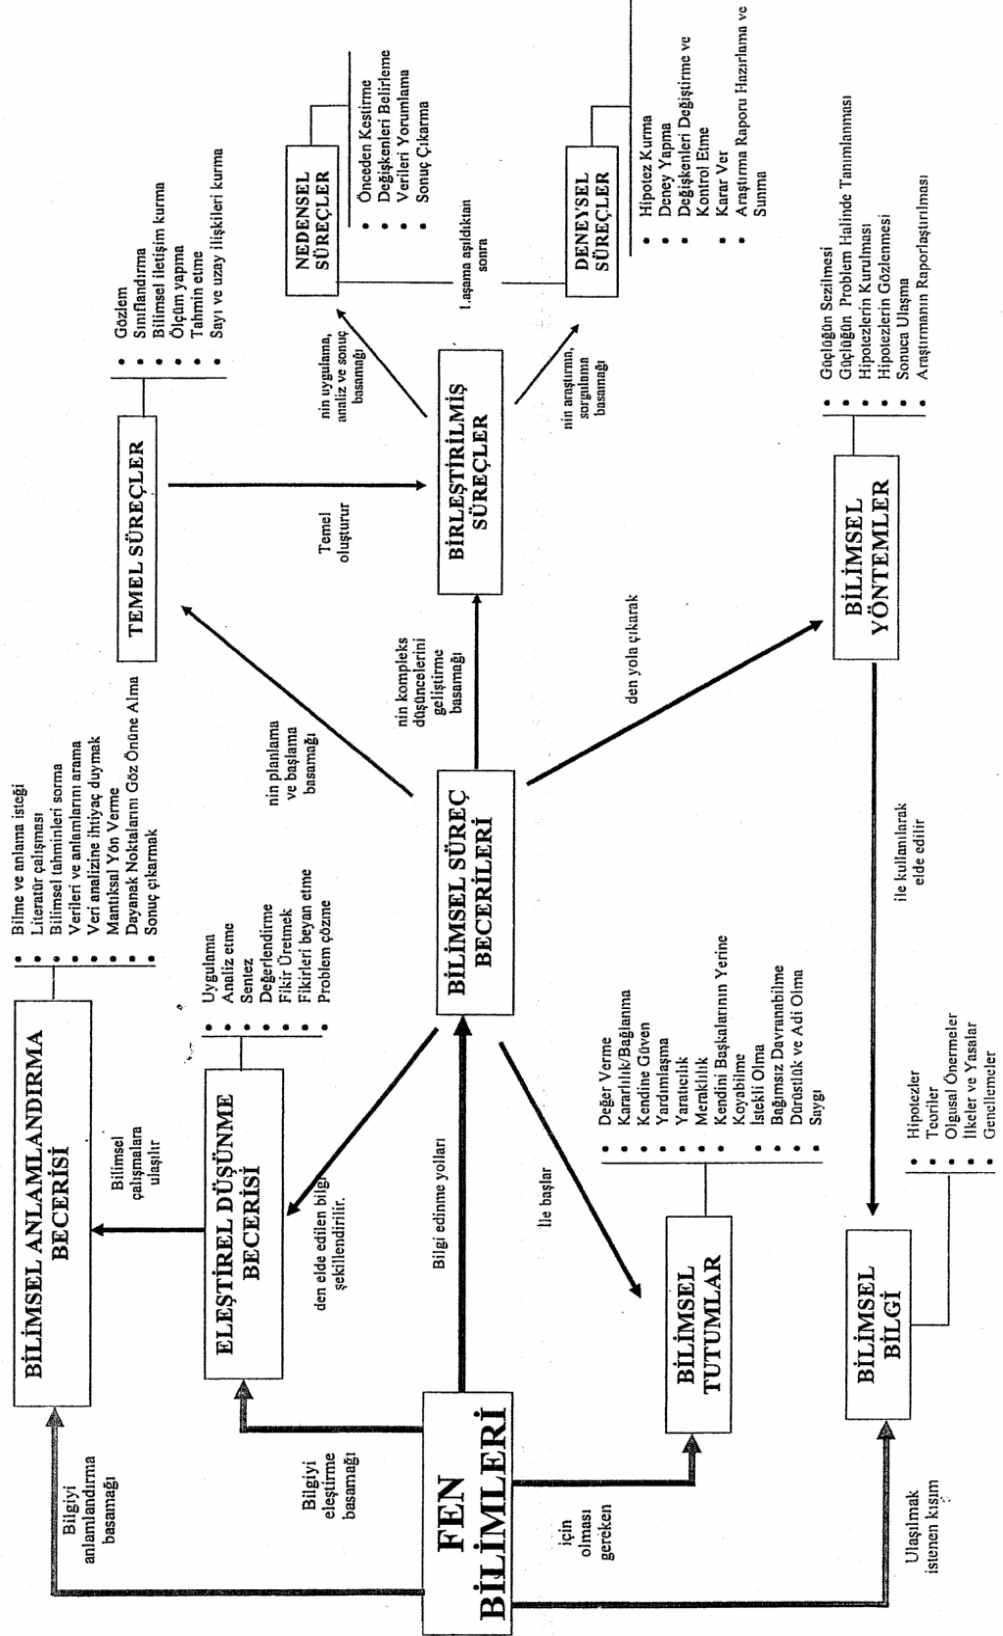 Bilgiyi
anlamlandırma
basamağı
BİLİMSEL ANLAMLANDIRMA
BECERİSİ
Bilme ve anlama isteği
Literatür çalışması
Bilimsel tahminleri sorma
Verileri ve anlamlarını arama
Veri analizine ihtiyaç duymak
Mantıksal Yön Verme
Dayanak Noktalarını Göz Önüne Alma
Sonuç çıkarmak
Bilimsel
çalışmalara
ulaşılır
Bilgiyi
eleştirme
basamağı
ELEŞTİREL DÜŞÜNME
BECERİSİ
Uygulama
Analiz etme
Sentez
Değerlendirme
Fikir Üretmek
Fikirleri beyan etme
Problem çözme
den elde edilen bilgi
şekillendirilir.
FEN
BİLİMLERİ
Bilgi edinme yolları
BİLİMSEL SÜREÇ
BECERİLERİ
nin planlama
ve başlama
basamağı
TEMEL SÜREÇLER
Gözlem
Sınıflandırma
Bilimsel iletişim kurma
Ölçüm yapma
Tahmin etme
Sayı ve uzay ilişkileri kurma
Temel
oluşturur
nin kompleks
düşüncelerini
geliştirme
basamağı
BİRLEŞTİRİLMİŞ
SÜREÇLER
nin uygulama,
analiz ve sonuç
basamağı
NEDENSEL
SÜREÇLER
Önceden Kestirme
Değişkenleri Belirleme
Verileri Yorumlama
Sonuç Çıkarma
1.aşama aşıldıktan
sonra
nin araştırma,
sorgulama
basamağı
DENEYSEL
SÜREÇLER
Hipotez Kurma
Deney Yapma
Değişkenleri Değiştirme ve
Kontrol Etme
Karar Ver
Araştırma Raporu Hazırlama ve
Sunma
den yola çıkarak
BİLİMSEL
YÖNTEMLER
Güçlüğün Sezilmesi
Güçlüğün Problem Halinde Tanımlanması
Hipotezlerin Kurulması
Hipotezlerin Gözlenmesi
Sonuca Ulaşma
Araştırmanın Raporlaştırılması
İle başlar
için
olması
gereken
BİLİMSEL
TUTUMLAR
Değer Verme
Kararlılık/Bağlanma
Kendine Güven
Yardımlaşma
Yaratıcılık
Meraklılık
Kendini Başkalarının Yerine
Koyabilme
İstekli Olma
Bağımsız Davranabilme
Dürüstlük ve Adi Olma
Saygı
ile kullanılarak
elde edilir
Ulaşılmak
istenen kısım
BİLİMSEL
BİLGİ
Hipotezler
Teoriler
Olgusal Önermeler
İlkeler ve Yasalar
Genellemeler